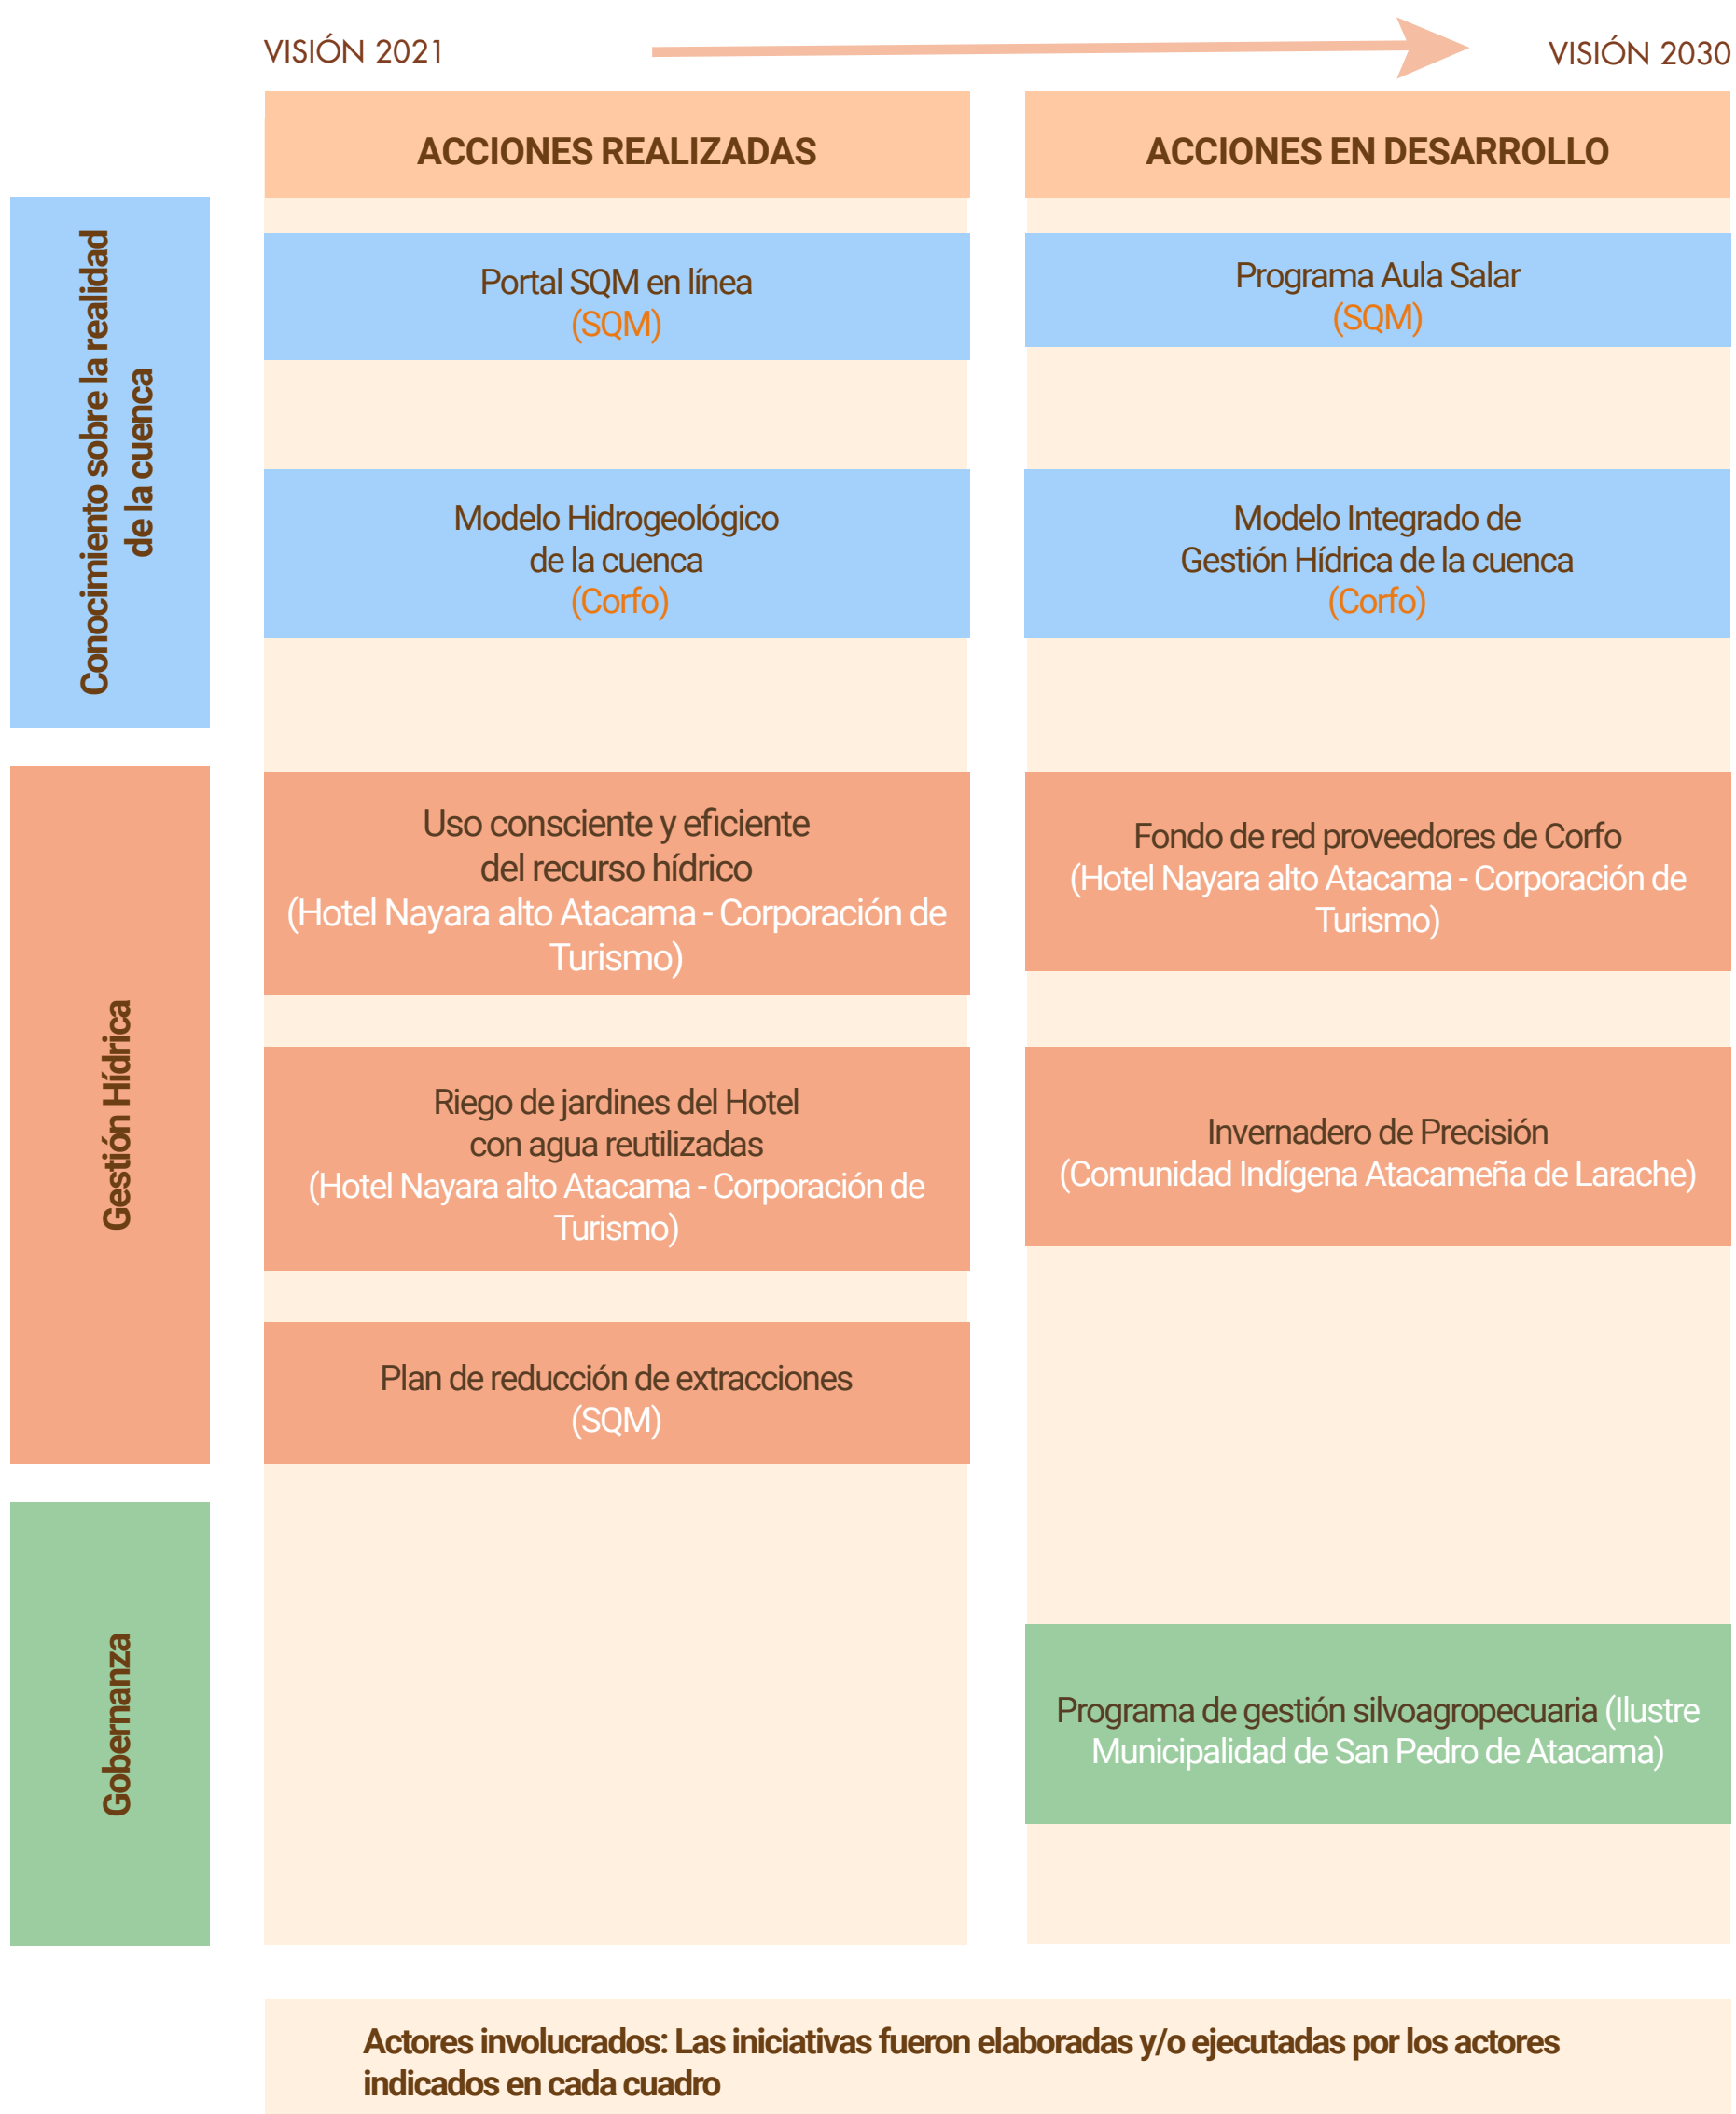 VISIÓN 2021
VISIÓN 2030
ACCIONES REALIZADAS
ACCIONES EN DESARROLLO
Conocimiento sobre la realidad
de la cuenca
Portal SQM en línea
(SQM)
Programa Aula Salar
(SQM)
Modelo Hidrogeológico
de la cuenca
(Corfo)
Modelo Integrado de
Gestión Hídrica de la cuenca
(Corfo)
Gestión Hídrica
Uso consciente y eficiente
del recurso hídrico
(Hotel Nayara alto Atacama - Corporación de
Turismo)
Fondo de red proveedores de Corfo
(Hotel Nayara alto Atacama - Corporación de
Turismo)
Riego de jardines del Hotel
con agua reutilizadas
(Hotel Nayara alto Atacama - Corporación de
Turismo)
Invernadero de Precisión
(Comunidad Indígena Atacameña de Larache)
Plan de reducción de extracciones
(SQM)
Gobernanza
Programa de gestión silvoagropecuaria (Ilustre
Municipalidad de San Pedro de Atacama)
Actores involucrados: Las iniciativas fueron elaboradas y/o ejecutadas por los actores
indicados en cada cuadro